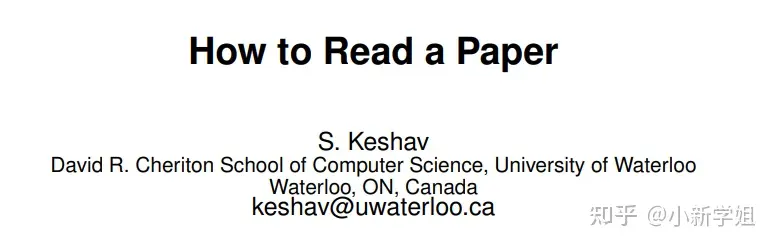 How to Read a Paper
S. Keshav
David R. Cheriton School of Computer Science, University of Waterloo
Waterloo, ON, Canada
keshav@uwaterloo.ca
知乎 @小新学姐